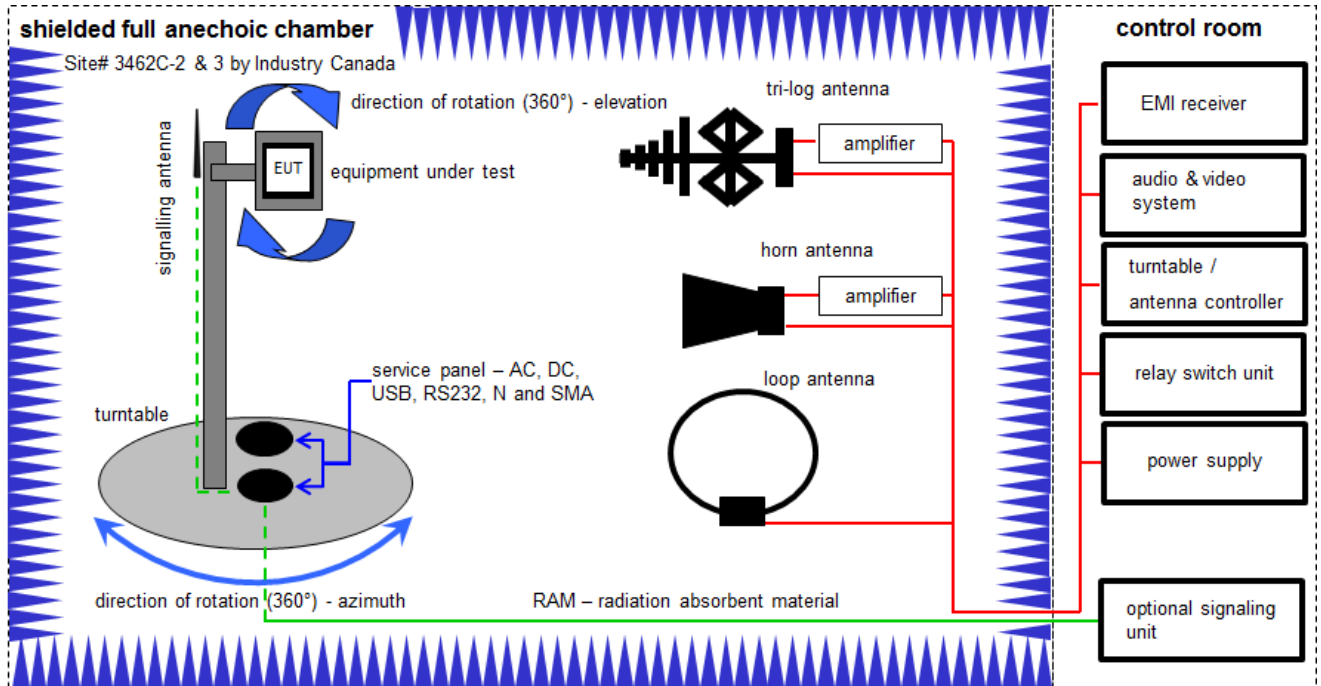 shielded full anechoic chamber
Site# 3462C-2 & 3 by Industry Canada
direction of rotation (360°) - elevation
signalling antenna
EUT
equipment under test
service panel – AC, DC,
USB, RS232, N and SMA
turntable
direction of rotation (360°) - azimuth
tri-log antenna
amplifier
horn antenna
amplifier
loop antenna
RAM – radiation absorbent material
control room
EMI receiver
audio & video
system
turntable /
antenna controller
relay switch unit
power supply
optional signaling
unit